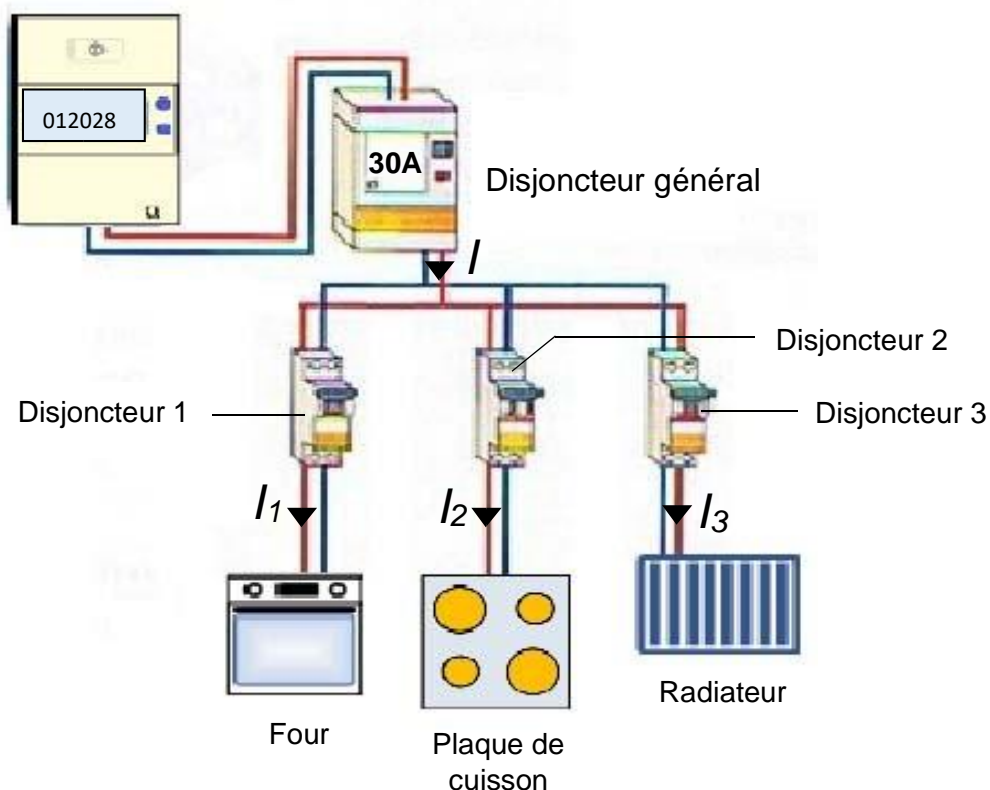 012028
30A
Disjoncteur général
I
Disjoncteur 2
Disjoncteur 1
Disjoncteur 3
I1
I2
I3
Four
Plaque de
cuisson
Radiateur